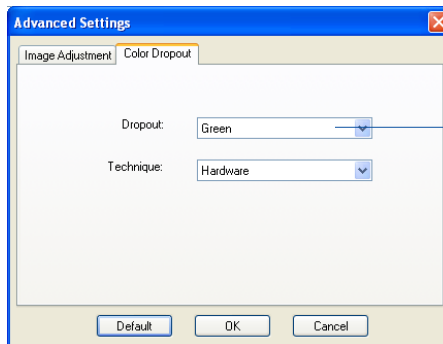 Advanced Settings
Image Adjustment Color Dropout
Dropout: Green
Technique: Hardware
Default OK Cancel